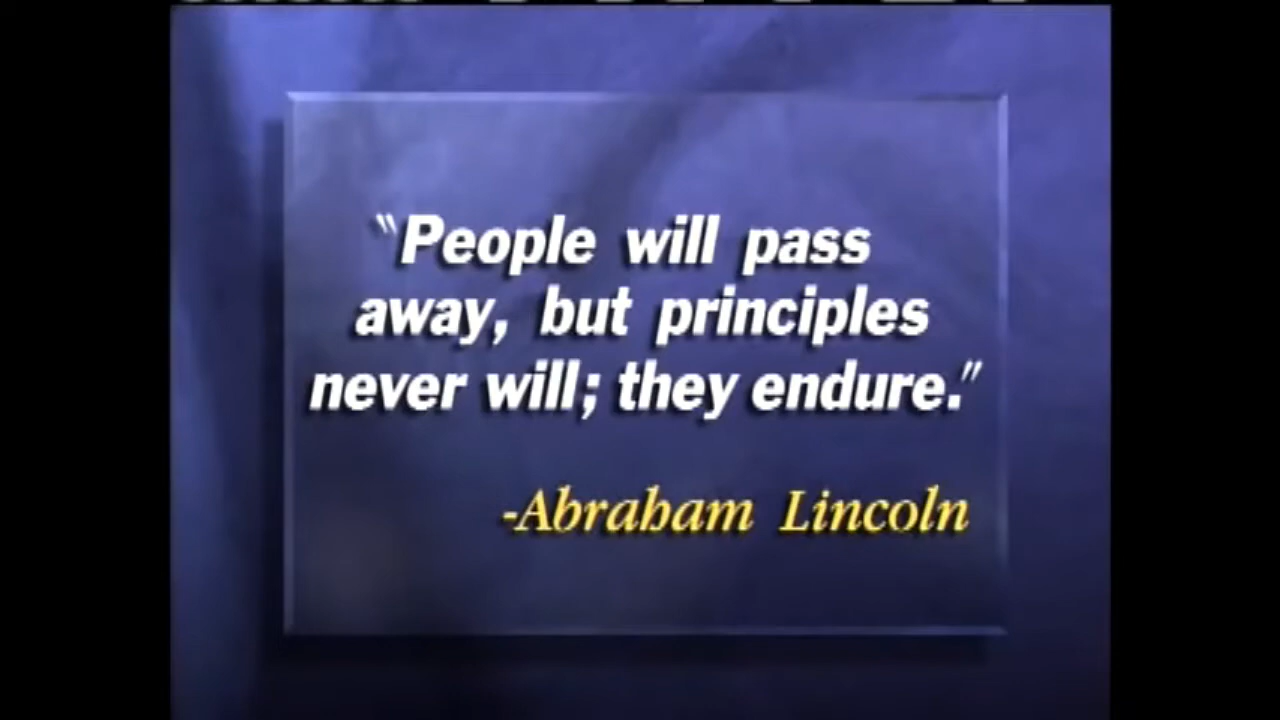 “People will pass
away, but principles
never will; they endure.”
-Abraham Lincoln